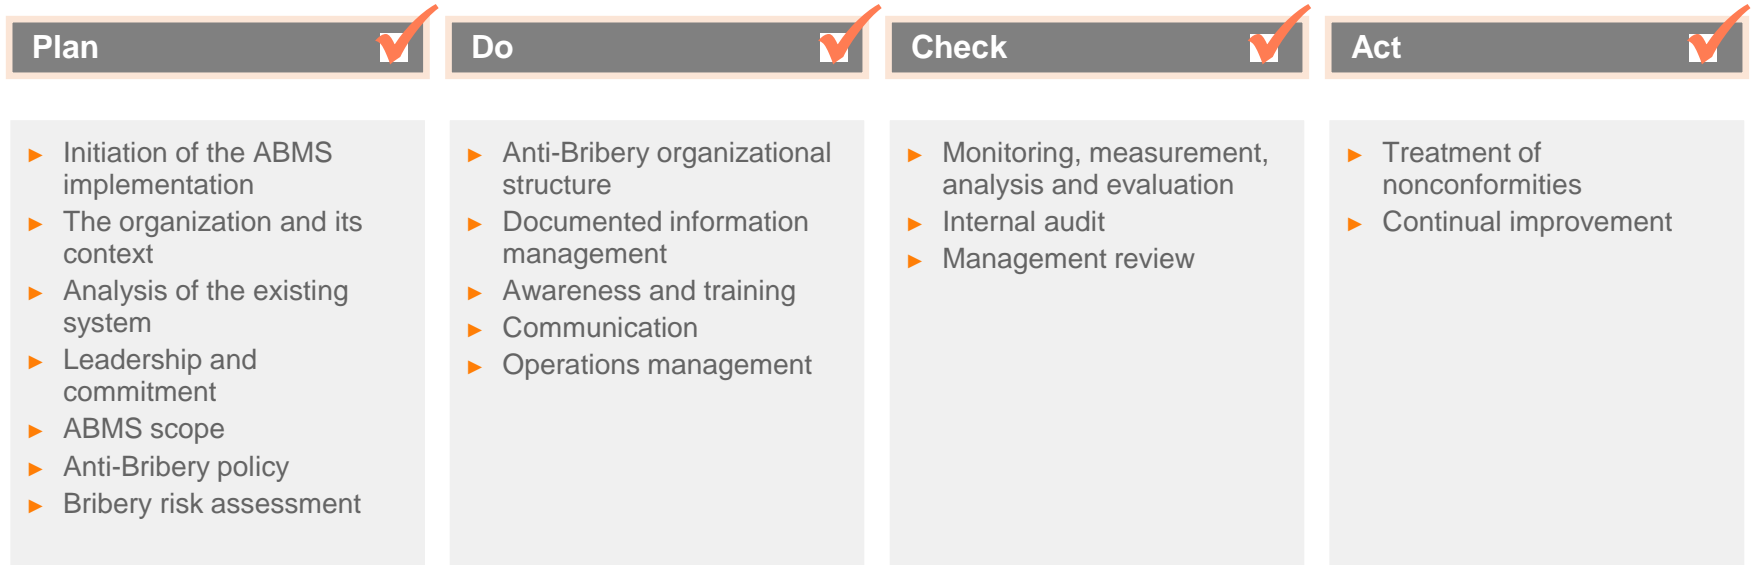 Plan
Initiation of the ABMS
implementation
The organization and its
context
Analysis of the existing
system
Leadership and
commitment
ABMS scope
Anti-Bribery policy
Bribery risk assessment
Do
Anti-Bribery organizational
structure
Documented information
management
Awareness and training
Communication
Operations management
Check
Monitoring, measurement,
analysis and evaluation
Internal audit
Management review
Act
Treatment of
nonconformities
Continual improvement